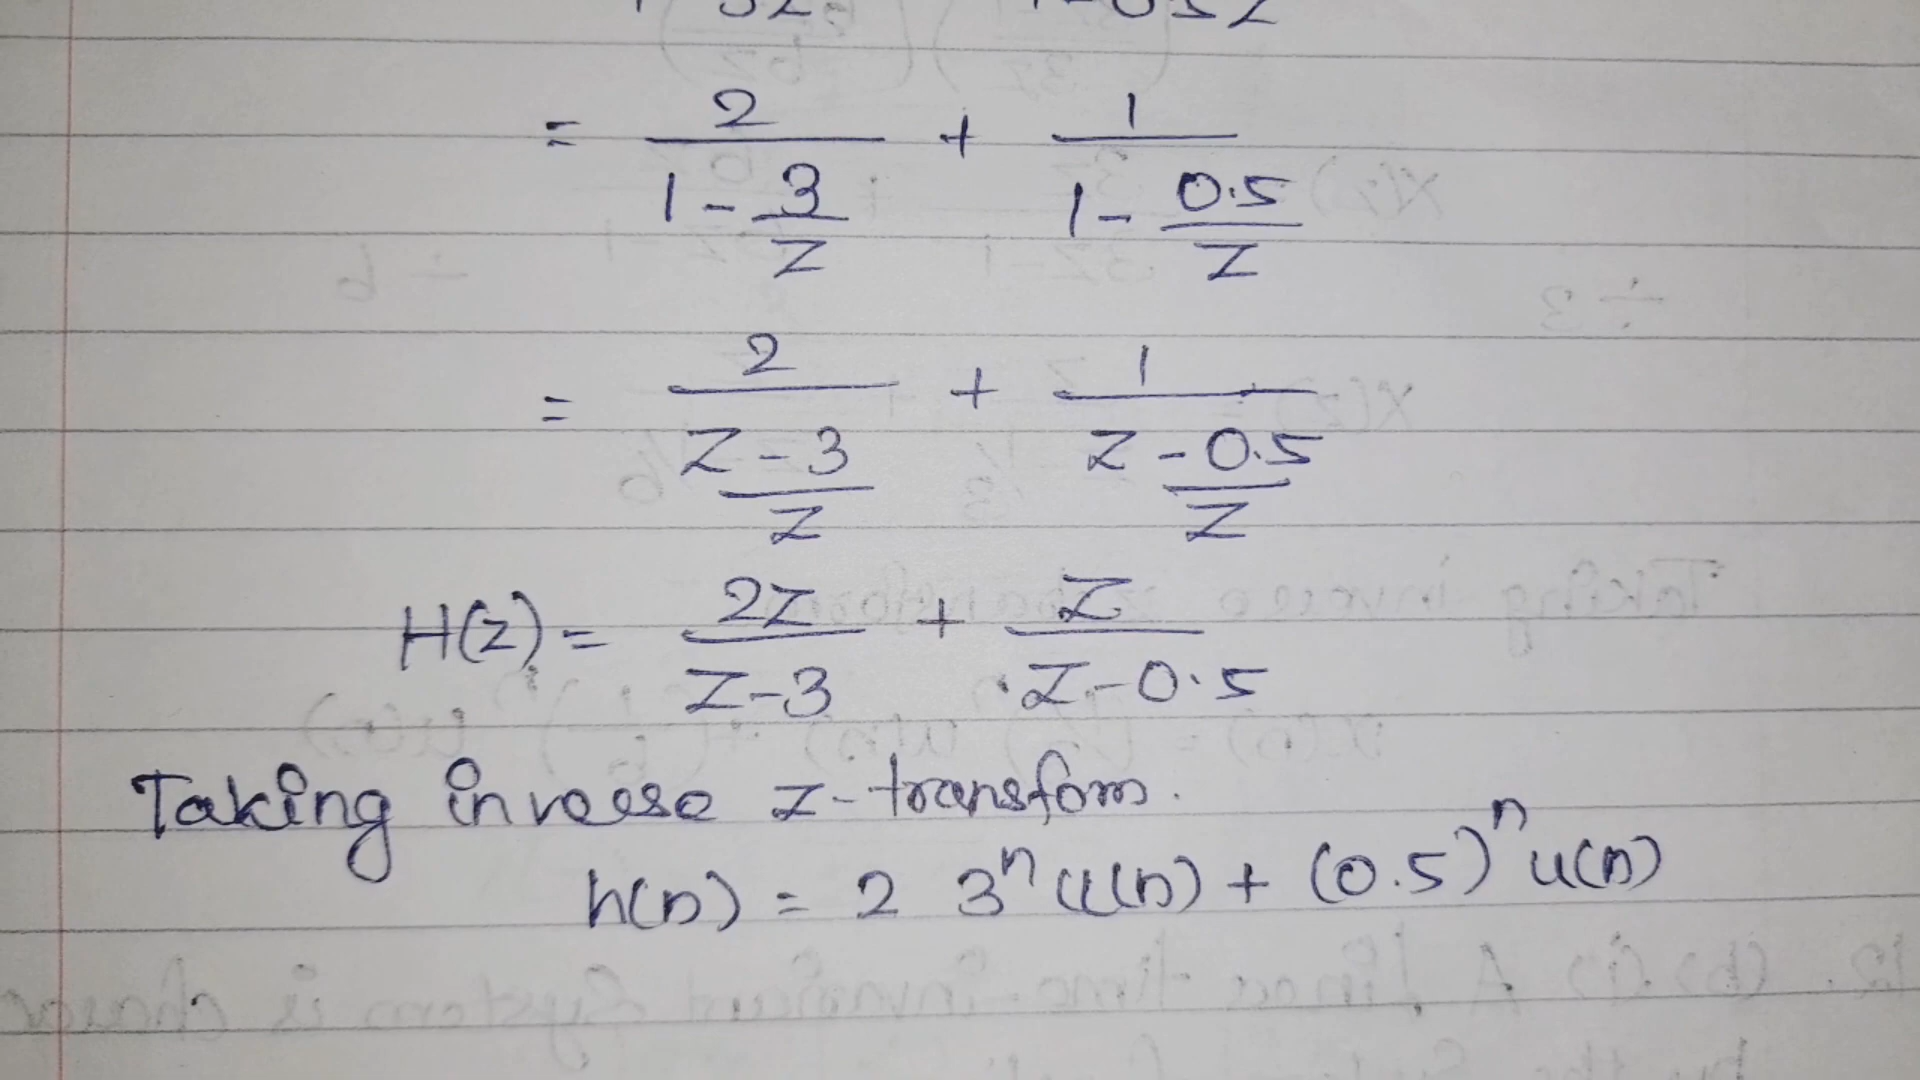 = 2/(1 - 3/z) + 1/(1 - 0.5/z)
= 2/((z - 3)/z) + 1/((z - 0.5)/z)
H(z) = 2z/(z - 3) + z/(z - 0.5)
Taking inverse z-transform.
h(n) = 2 3ⁿ u(n) + (0.5)ⁿ u(n)